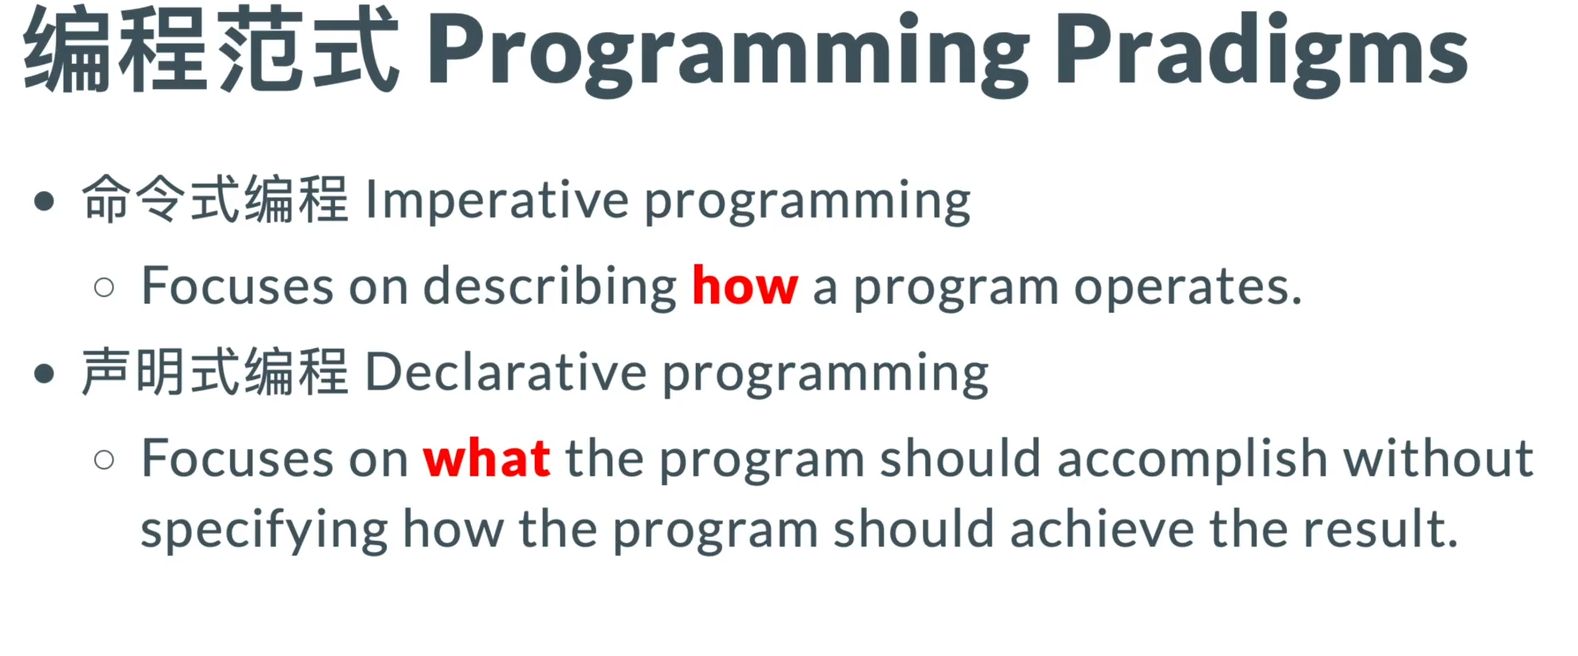 编程范式 Programming Pradigms
• 命令式编程 Imperative programming
○ Focuses on describing how a program operates.
• 声明式编程 Declarative programming
○ Focuses on what the program should accomplish without
specifying how the program should achieve the result.